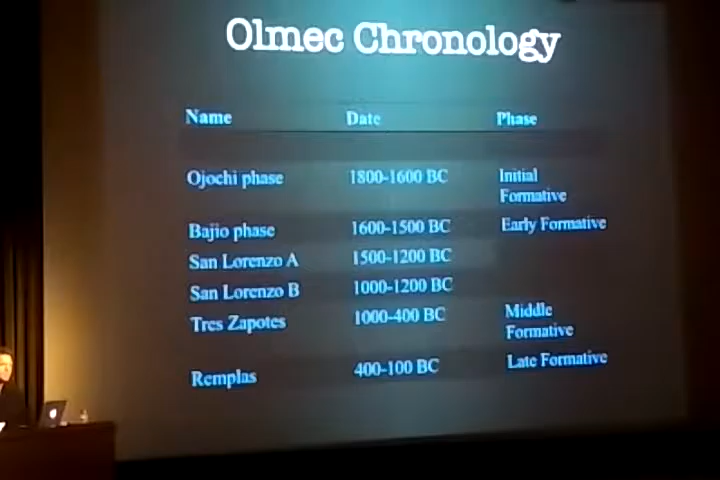 Olmec Chronology
Name Date Phase
Ojochi phase 1800-1600 BC Initial
Formative
Bajio phase 1600-1500 BC Early Formative
San Lorenzo A 1500-1200 BC
San Lorenzo B 1000-1200 BC
Tres Zapotes 1000-400 BC Middle
Formative
Remplas 400-100 BC Late Formative